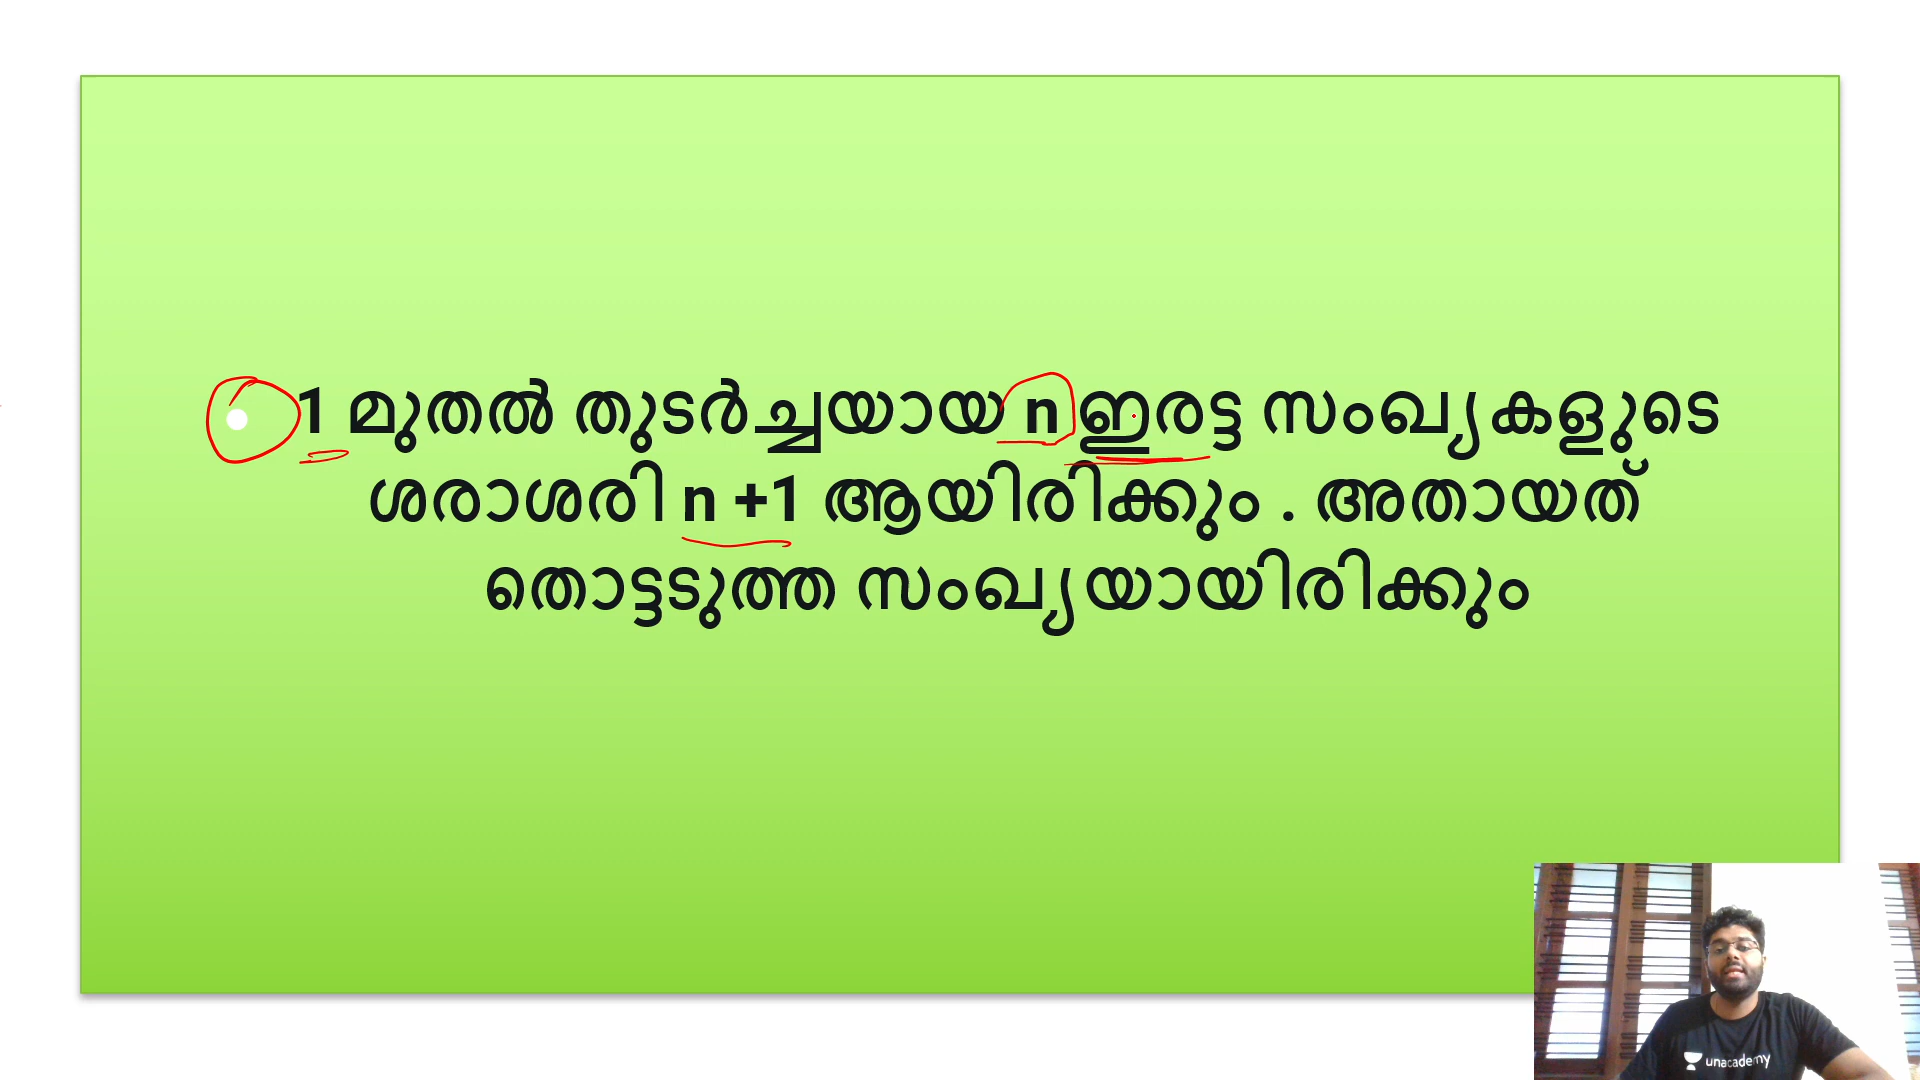 1 മുതൽ തുടർച്ചയായ n ഇരട്ട സംഖ്യകളുടെ
ശരാശരി n +1 ആയിരിക്കും . അതായത്
തൊട്ടടുത്ത സംഖ്യയായിരിക്കും
unacademy